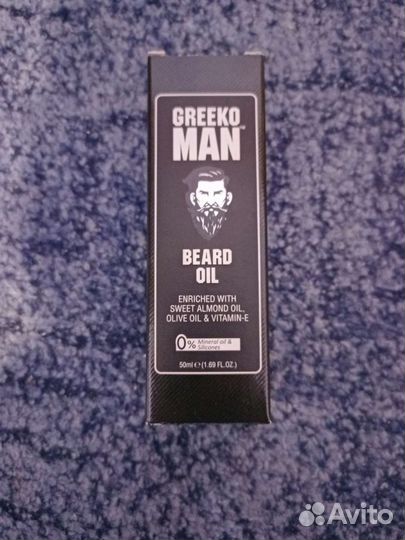 GREEKO
MAN™
BEARD
OIL
ENRICHED WITH
SWEET ALMOND OIL,
OLIVE OIL & VITAMIN-E
0% Mineral oil &
Silicones
50ml ℮ (1.69 FL.OZ.)
Avito